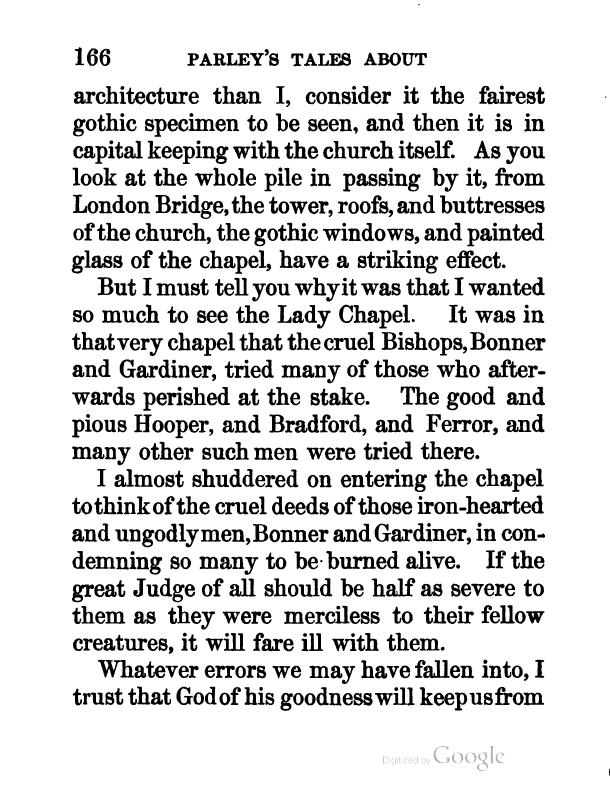 166 PARLEY'S TALES ABOUT
architecture than I, consider it the fairest
gothic specimen to be seen, and then it is in
capital keeping with the church itself. As you
look at the whole pile in passing by it, from
London Bridge, the tower, roofs, and buttresses
of the church, the gothic windows, and painted
glass of the chapel, have a striking effect.
But I must tell you why it was that I wanted
so much to see the Lady Chapel. It was in
that very chapel that the cruel Bishops, Bonner
and Gardiner, tried many of those who after-
wards perished at the stake. The good and
pious Hooper, and Bradford, and Ferror, and
many other such men were tried there.
I almost shuddered on entering the chapel
to think of the cruel deeds of those iron-hearted
and ungodly men, Bonner and Gardiner, in con-
demning so many to be burned alive. If the
great Judge of all should be half as severe to
them as they were merciless to their fellow
creatures, it will fare ill with them.
Whatever errors we may have fallen into, I
trust that God of his goodness will keep us from
Digitized by Google